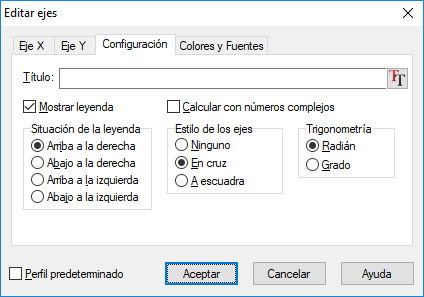 Editar ejes
Eje X Eje Y Configuración Colores y Fuentes
Título:
Mostrar leyenda Calcular con números complejos
Situación de la leyenda Estilo de los ejes Trigonometría
Arriba a la derecha Ninguno Radián
Abajo a la derecha En cruz Grado
Arriba a la izquierda A escuadra
Abajo a la izquierda
Perfil predeterminado Aceptar Cancelar Ayuda